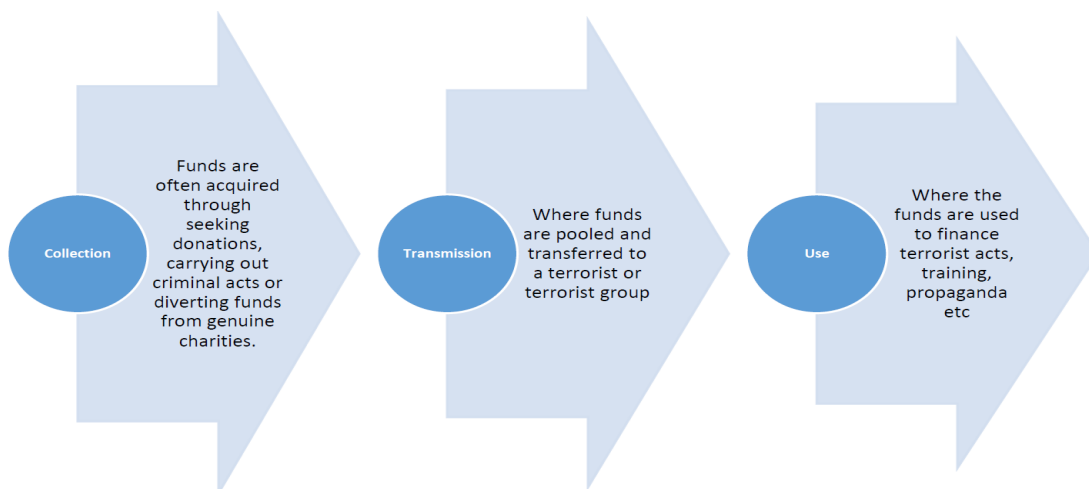 Collection
Funds are
often acquired
through
seeking
donations,
carrying out
criminal acts or
diverting funds
from genuine
charities.
Transmission
Where funds
are pooled and
transferred to
a terrorist or
terrorist group
Use
Where the
funds are used
to finance
terrorist acts,
training,
propaganda
etc